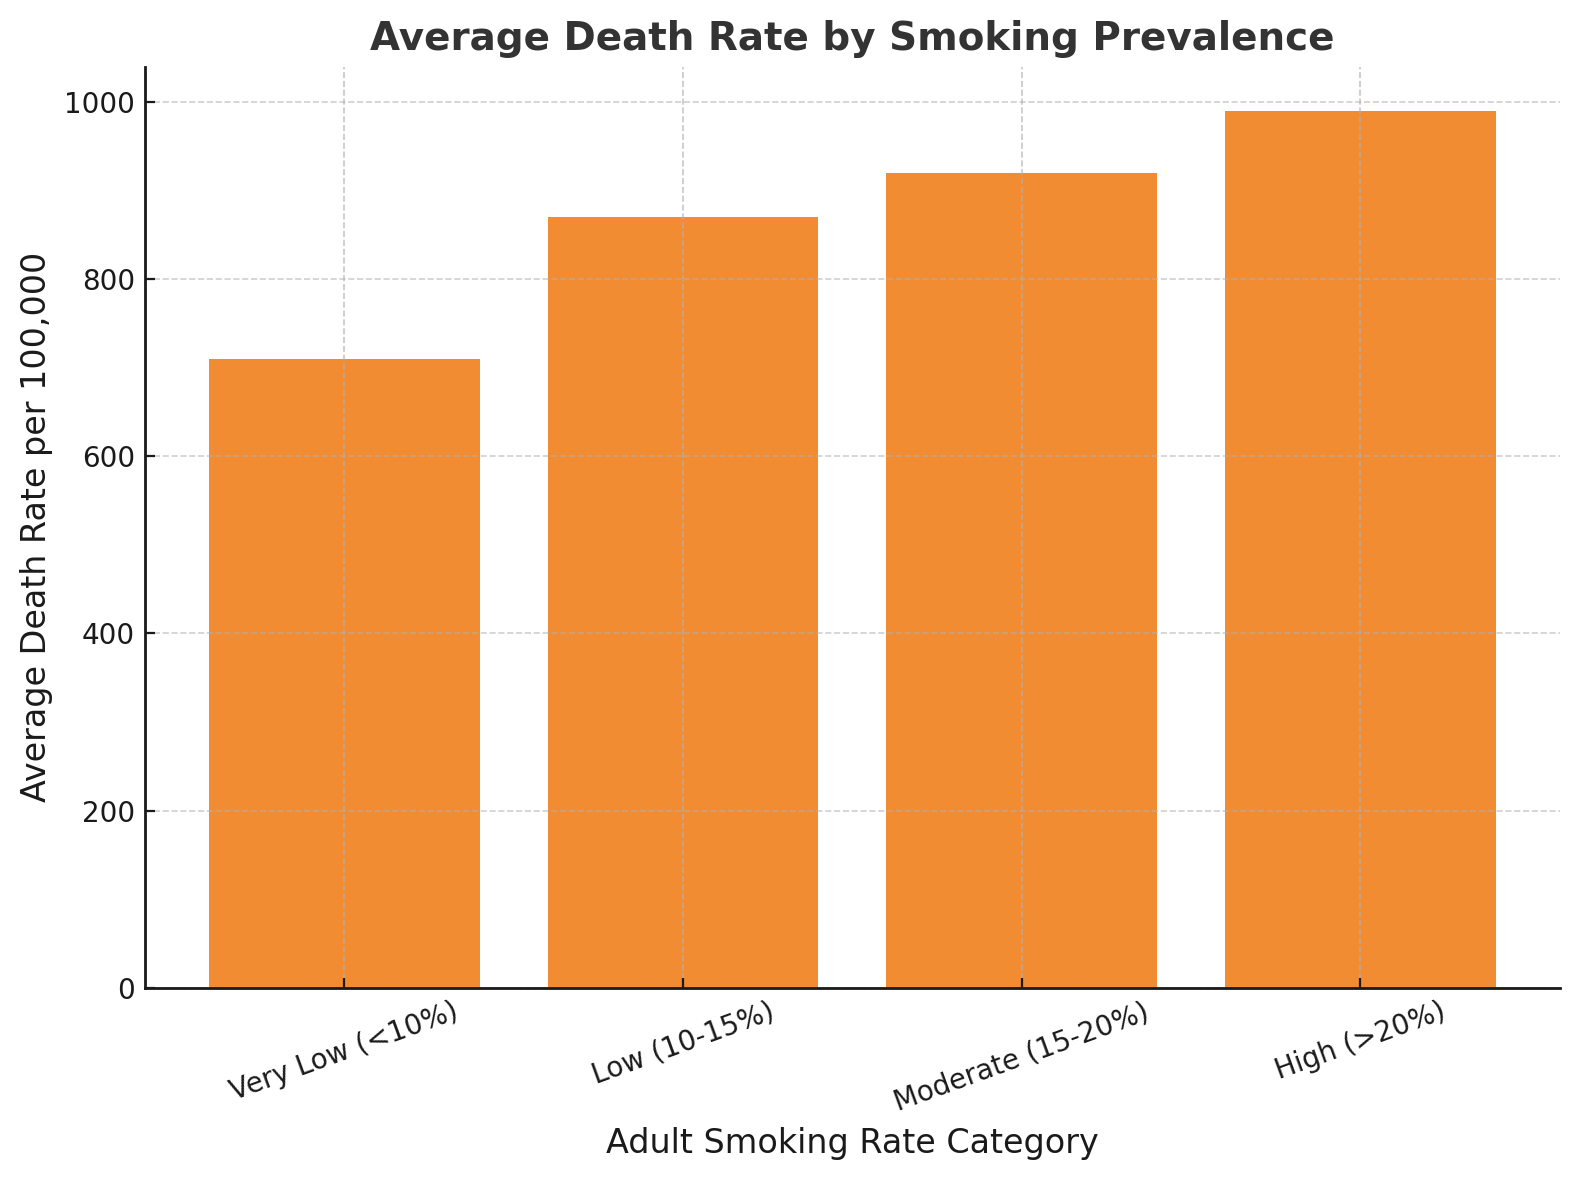 Average Death Rate by Smoking Prevalence
Average Death Rate per 100,000
1000
800
600
400
200
0
Very Low (<10%)
Low (10-15%)
Moderate (15-20%)
High (>20%)
Adult Smoking Rate Category